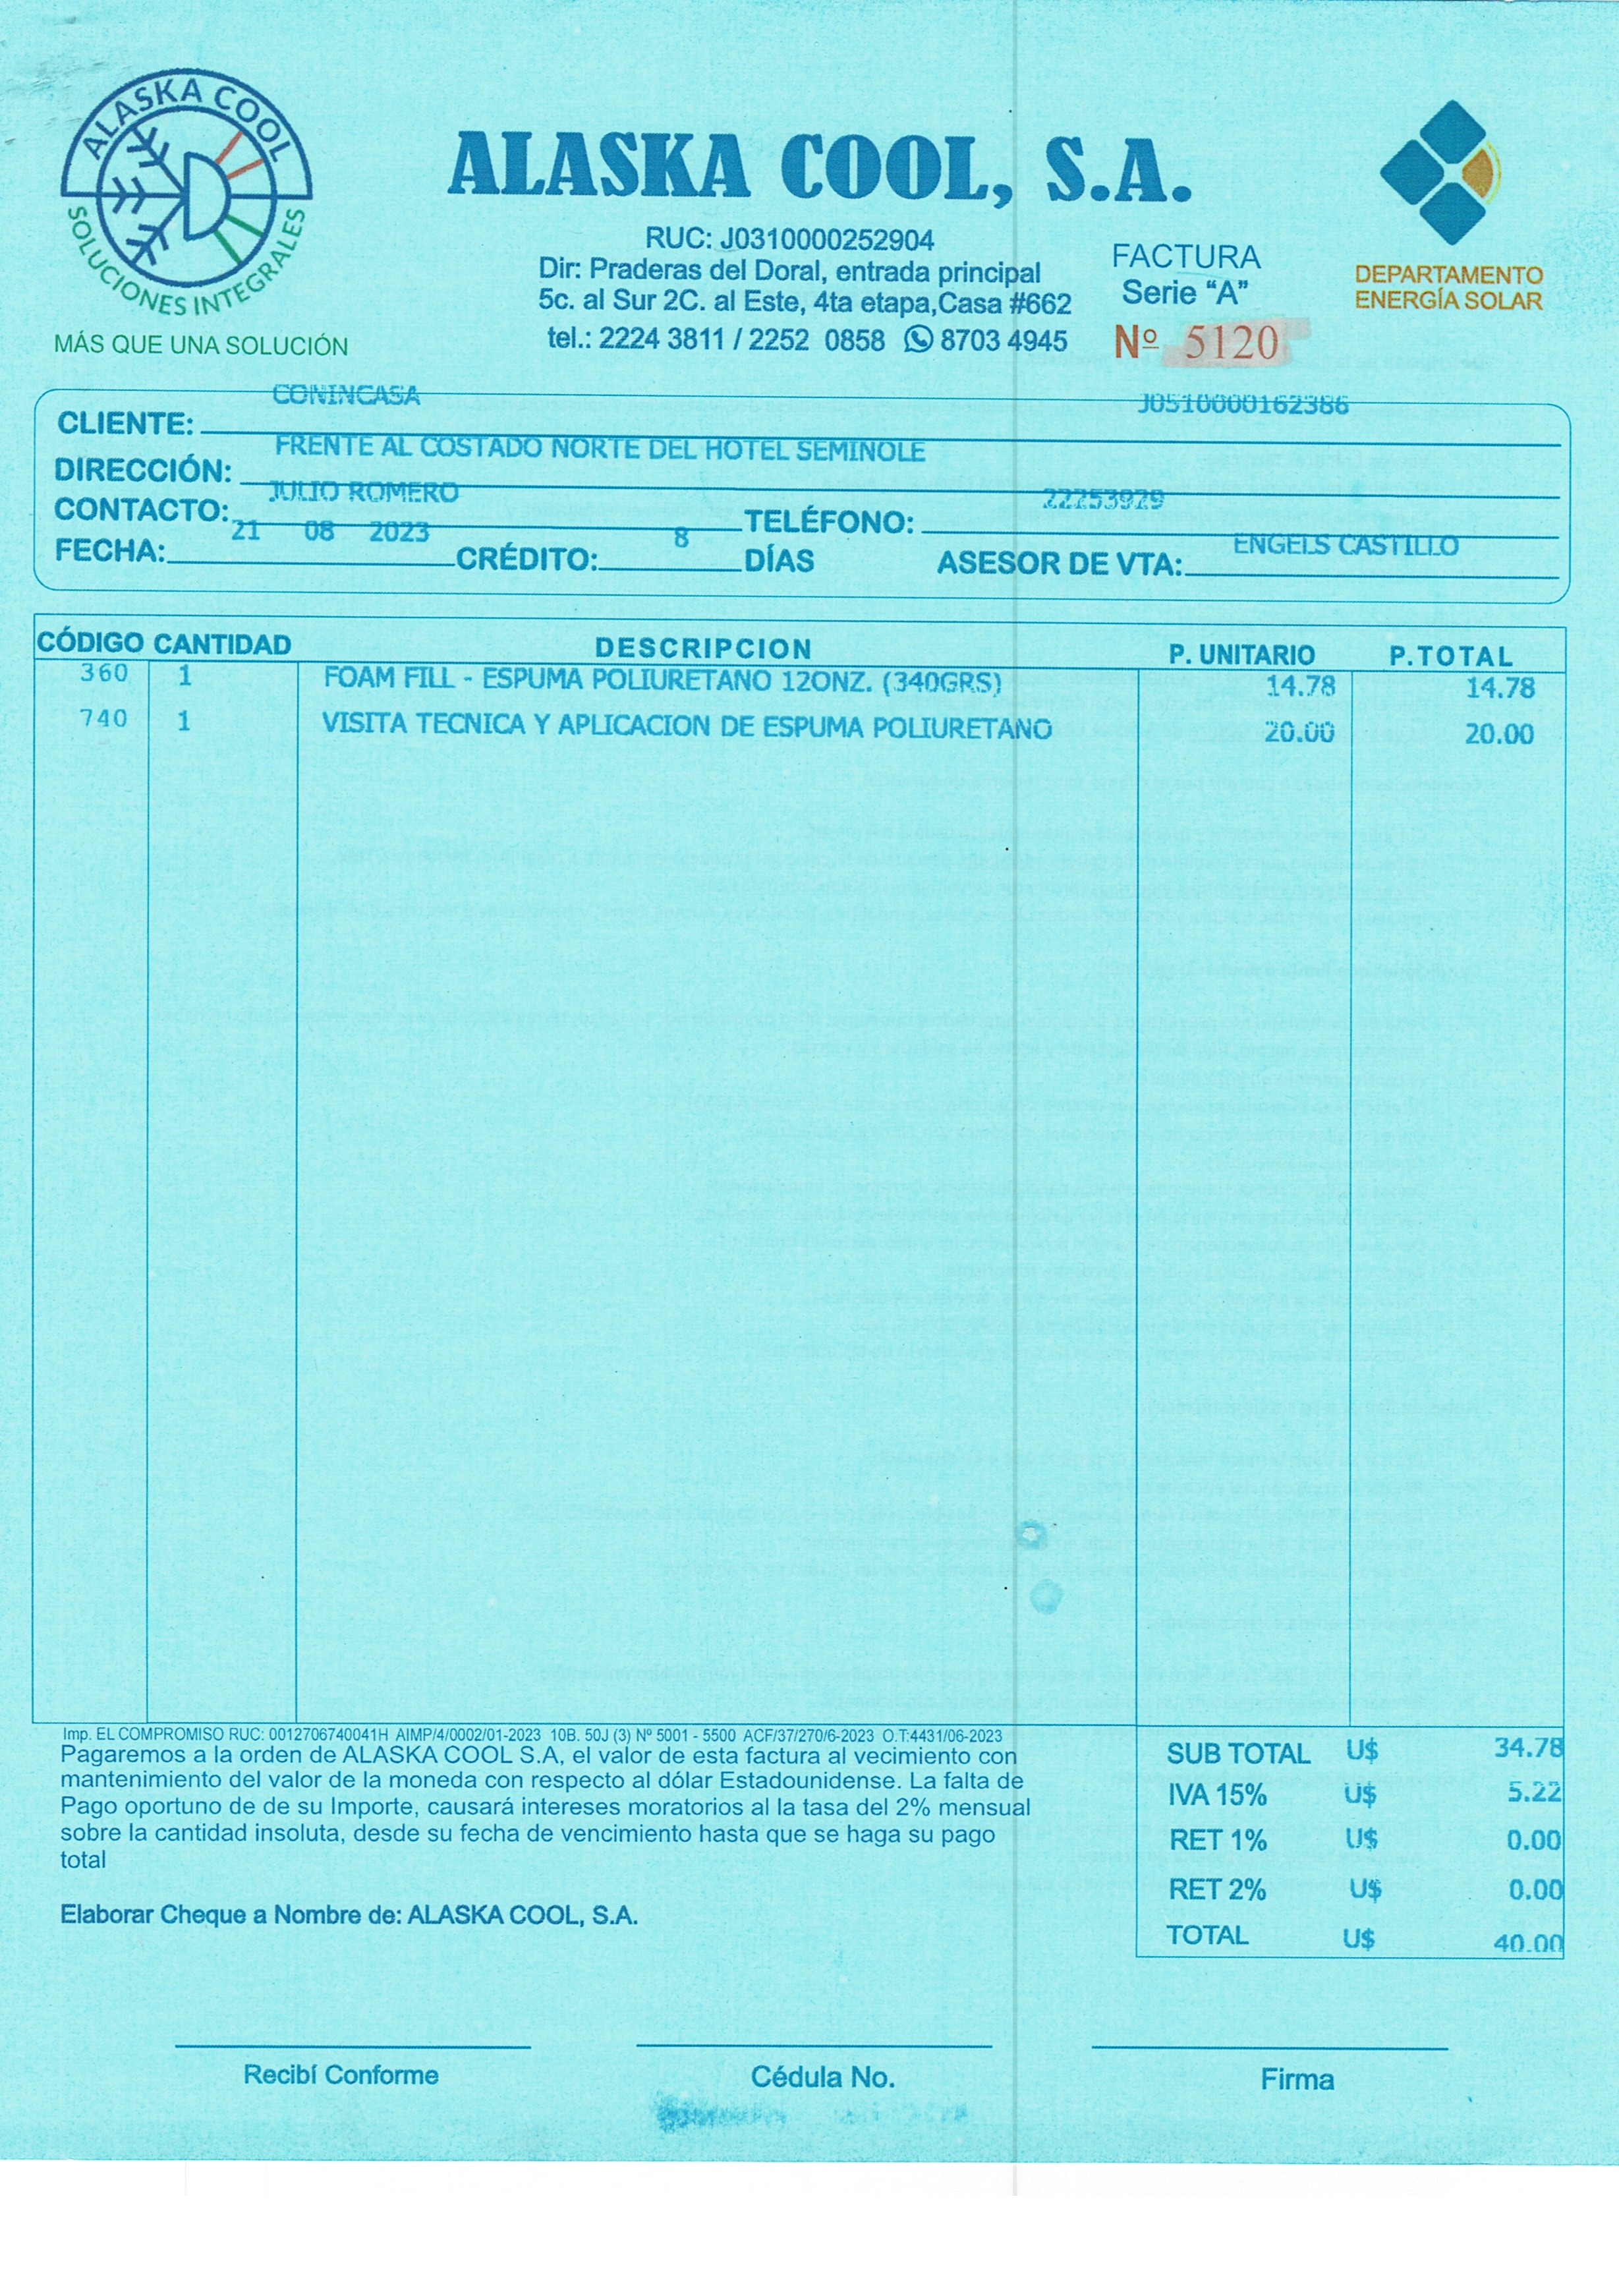 ALASKA COOL
SOLUCIONES INTEGRALES
MÁS QUE UNA SOLUCIÓN
ALASKA COOL, S.A.
RUC: J0310000252904
Dir: Praderas del Doral, entrada principal
5c. al Sur 2C. al Este, 4ta etapa,Casa #662
tel.: 2224 3811 / 2252 0858 8703 4945
FACTURA
Serie “A”
Nº 5120
DEPARTAMENTO
ENERGÍA SOLAR
CLIENTE: CONINCASA J0510000162386
DIRECCIÓN: FRENTE AL COSTADO NORTE DEL HOTEL SEMINOLE
CONTACTO: JULIO ROMERO TELÉFONO: 22253929
FECHA: 21 08 2023 CRÉDITO: 8 DÍAS ASESOR DE VTA: ENGELS CASTILLO
CÓDIGO CANTIDAD DESCRIPCION P. UNITARIO P.TOTAL
360 1 FOAM FILL - ESPUMA POLIURETANO 12ONZ. (340GRS) 14.78 14.78
740 1 VISITA TECNICA Y APLICACION DE ESPUMA POLIURETANO 20.00 20.00
Imp. EL COMPROMISO RUC: 0012706740041H AIMP/4/0002/01-2023 10B. 50J (3) Nº 5001 - 5500 ACF/37/270/6-2023 O.T:4431/06-2023
Pagaremos a la orden de ALASKA COOL S.A, el valor de esta factura al vecimiento con
mantenimiento del valor de la moneda con respecto al dólar Estadounidense. La falta de
Pago oportuno de de su Importe, causará intereses moratorios al la tasa del 2% mensual
sobre la cantidad insoluta, desde su fecha de vencimiento hasta que se haga su pago
total
Elaborar Cheque a Nombre de: ALASKA COOL, S.A.
SUB TOTAL U$ 34.78
IVA 15% U$ 5.22
RET 1% U$ 0.00
RET 2% U$ 0.00
TOTAL U$ 40.00
Recibí Conforme
Cédula No.
Firma